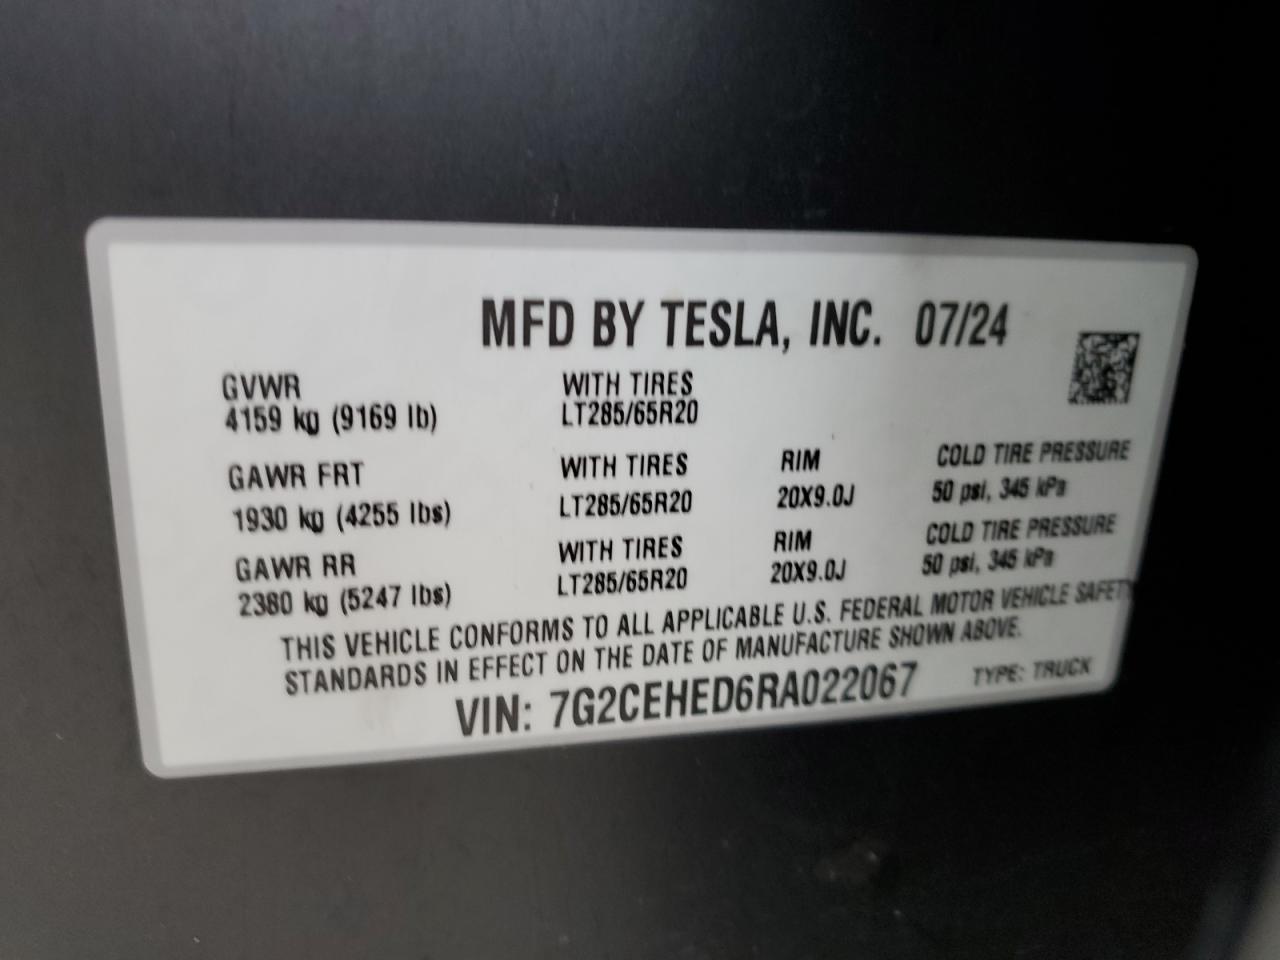 MFD BY TESLA, INC. 07/24
GVWR WITH TIRES
4159 kg (9169 lb) LT285/65R20
GAWR FRT WITH TIRES RIM COLD TIRE PRESSURE
1930 kg (4255 lbs) LT285/65R20 20X9.0J 50 psi, 345 kPa
GAWR RR WITH TIRES RIM COLD TIRE PRESSURE
2380 kg (5247 lbs) LT285/65R20 20X9.0J 50 psi, 345 kPa
THIS VEHICLE CONFORMS TO ALL APPLICABLE U.S. FEDERAL MOTOR VEHICLE SAFETY
STANDARDS IN EFFECT ON THE DATE OF MANUFACTURE SHOWN ABOVE.
VIN: 7G2CEHED6RA022067 TYPE: TRUCK